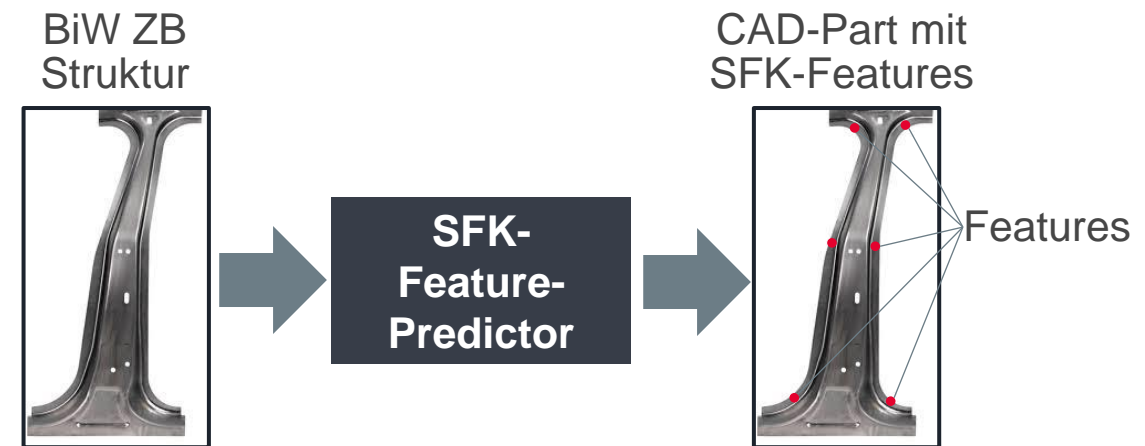 BiW ZB
Struktur
CAD-Part mit
SFK-Features
SFK-
Feature-
Predictor
Features